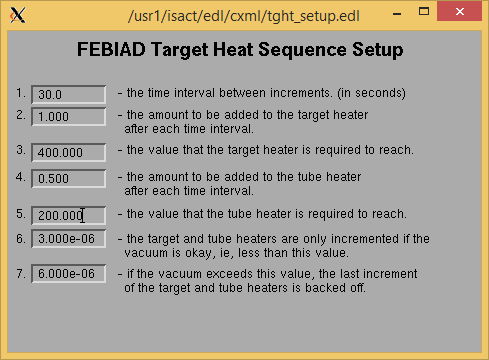 /usr1/isact/edl/cxml/tght_setup.edl
FEBIAD Target Heat Sequence Setup
1. 30.0 - the time interval between increments. (in seconds)
2. 1.000 - the amount to be added to the target heater
after each time interval.
3. 400.000 - the value that the target heater is required to reach.
4. 0.500 - the amount to be added to the tube heater
after each time interval.
5. 200.000 - the value that the tube heater is required to reach.
6. 3.000e-06 - the target and tube heaters are only incremented if the
vacuum is okay, ie, less than this value.
7. 6.000e-06 - if the vacuum exceeds this value, the last increment
of the target and tube heaters is backed off.